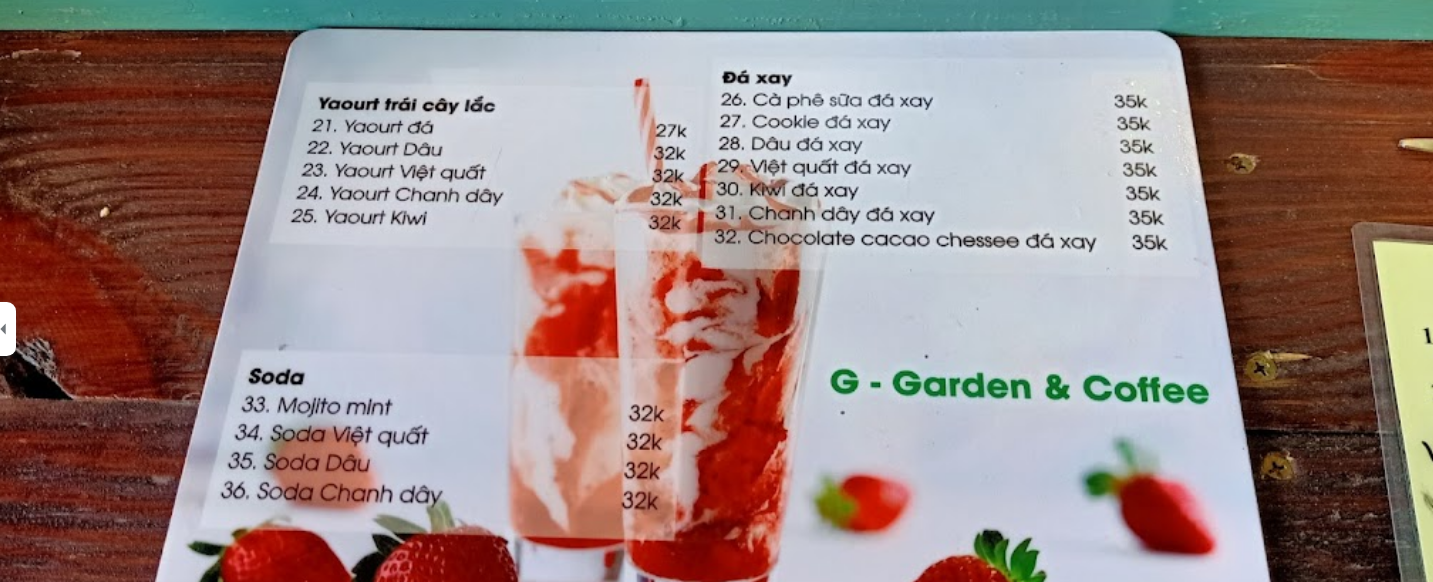 Yaourt trái cây lắc
21. Yaourt đá 27k
22. Yaourt Dâu 32k
23. Yaourt Việt quất 32k
24. Yaourt Chanh dây 32k
25. Yaourt Kiwi 32k
Đá xay
26. Cà phê sữa đá xay 35k
27. Cookie đá xay 35k
28. Dâu đá xay 35k
29. Việt quất đá xay 35k
30. Kiwi đá xay 35k
31. Chanh dây đá xay 35k
32. Chocolate cacao chessee đá xay 35k
Soda
33. Mojito mint 32k
34. Soda Việt quất 32k
35. Soda Dâu 32k
36. Soda Chanh dây 32k
G - Garden & Coffee